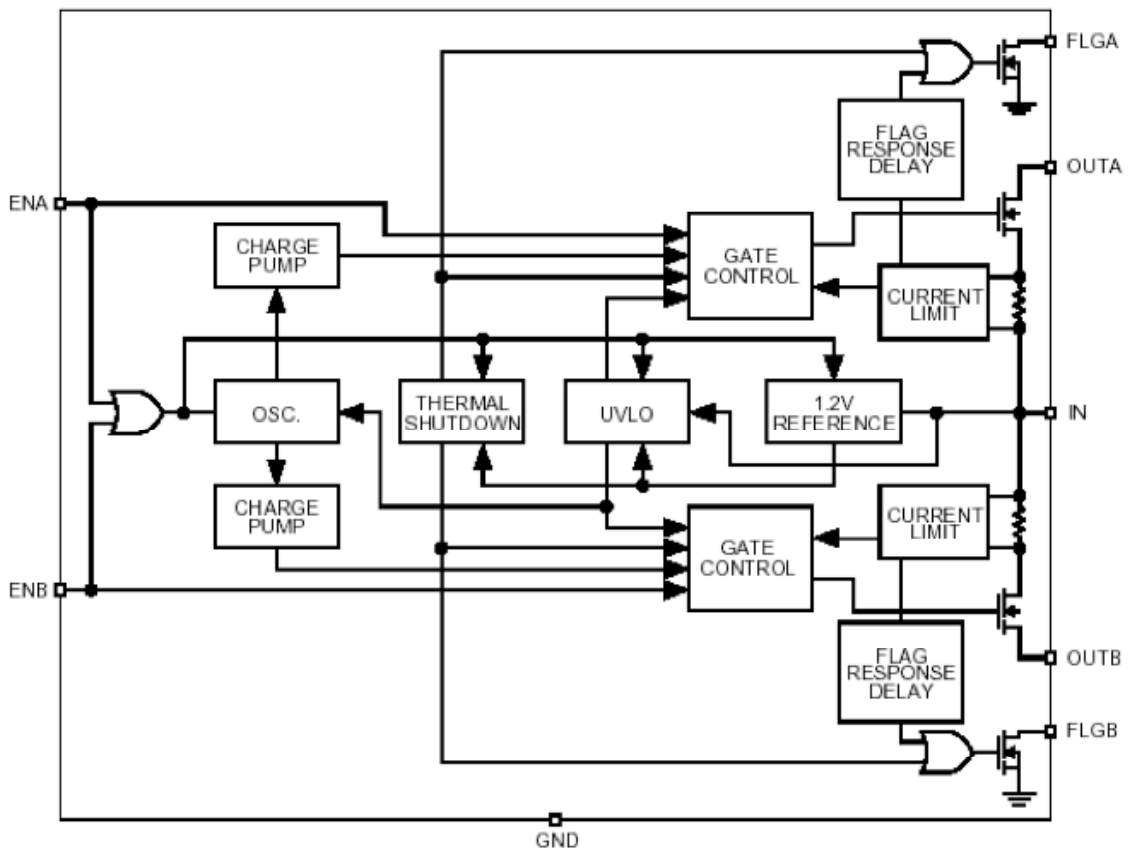 FLGA
FLAG
RESPONSE
DELAY
OUTA
ENA
CHARGE
PUMP
GATE
CONTROL
CURRENT
LIMIT
OSC.
THERMAL
SHUTDOWN
UVLO
1.2V
REFERENCE
IN
CHARGE
PUMP
CURRENT
LIMIT
GATE
CONTROL
ENB
FLAG
RESPONSE
DELAY
OUTB
FLGB
GND